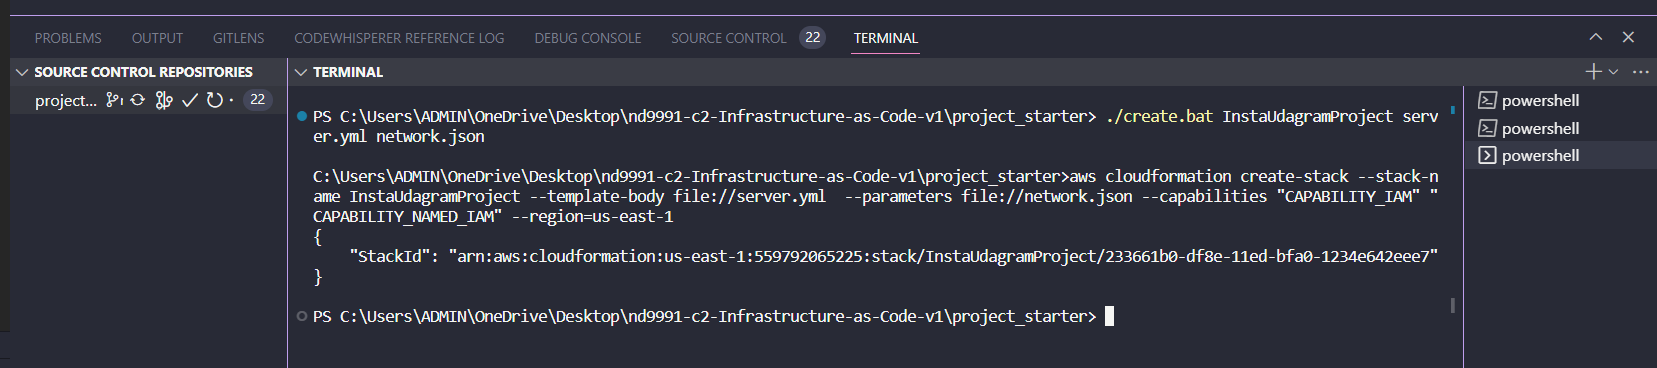 PROBLEMS OUTPUT GITLENS CODEWHISPERER REFERENCE LOG DEBUG CONSOLE SOURCE CONTROL 22 TERMINAL
SOURCE CONTROL REPOSITORIES
project... 22
TERMINAL
PS C:\Users\ADMIN\OneDrive\Desktop\nd9991-c2-Infrastructure-as-Code-v1\project_starter> ./create.bat InstaUdagramProject serv
er.yml network.json
C:\Users\ADMIN\OneDrive\Desktop\nd9991-c2-Infrastructure-as-Code-v1\project_starter>aws cloudformation create-stack --stack-n
ame InstaUdagramProject --template-body file://server.yml  --parameters file://network.json --capabilities "CAPABILITY_IAM" "
CAPABILITY_NAMED_IAM" --region=us-east-1
{
    "StackId": "arn:aws:cloudformation:us-east-1:559792065225:stack/InstaUdagramProject/233661b0-df8e-11ed-bfa0-1234e642eee7"
}
PS C:\Users\ADMIN\OneDrive\Desktop\nd9991-c2-Infrastructure-as-Code-v1\project_starter>
powershell
powershell
powershell